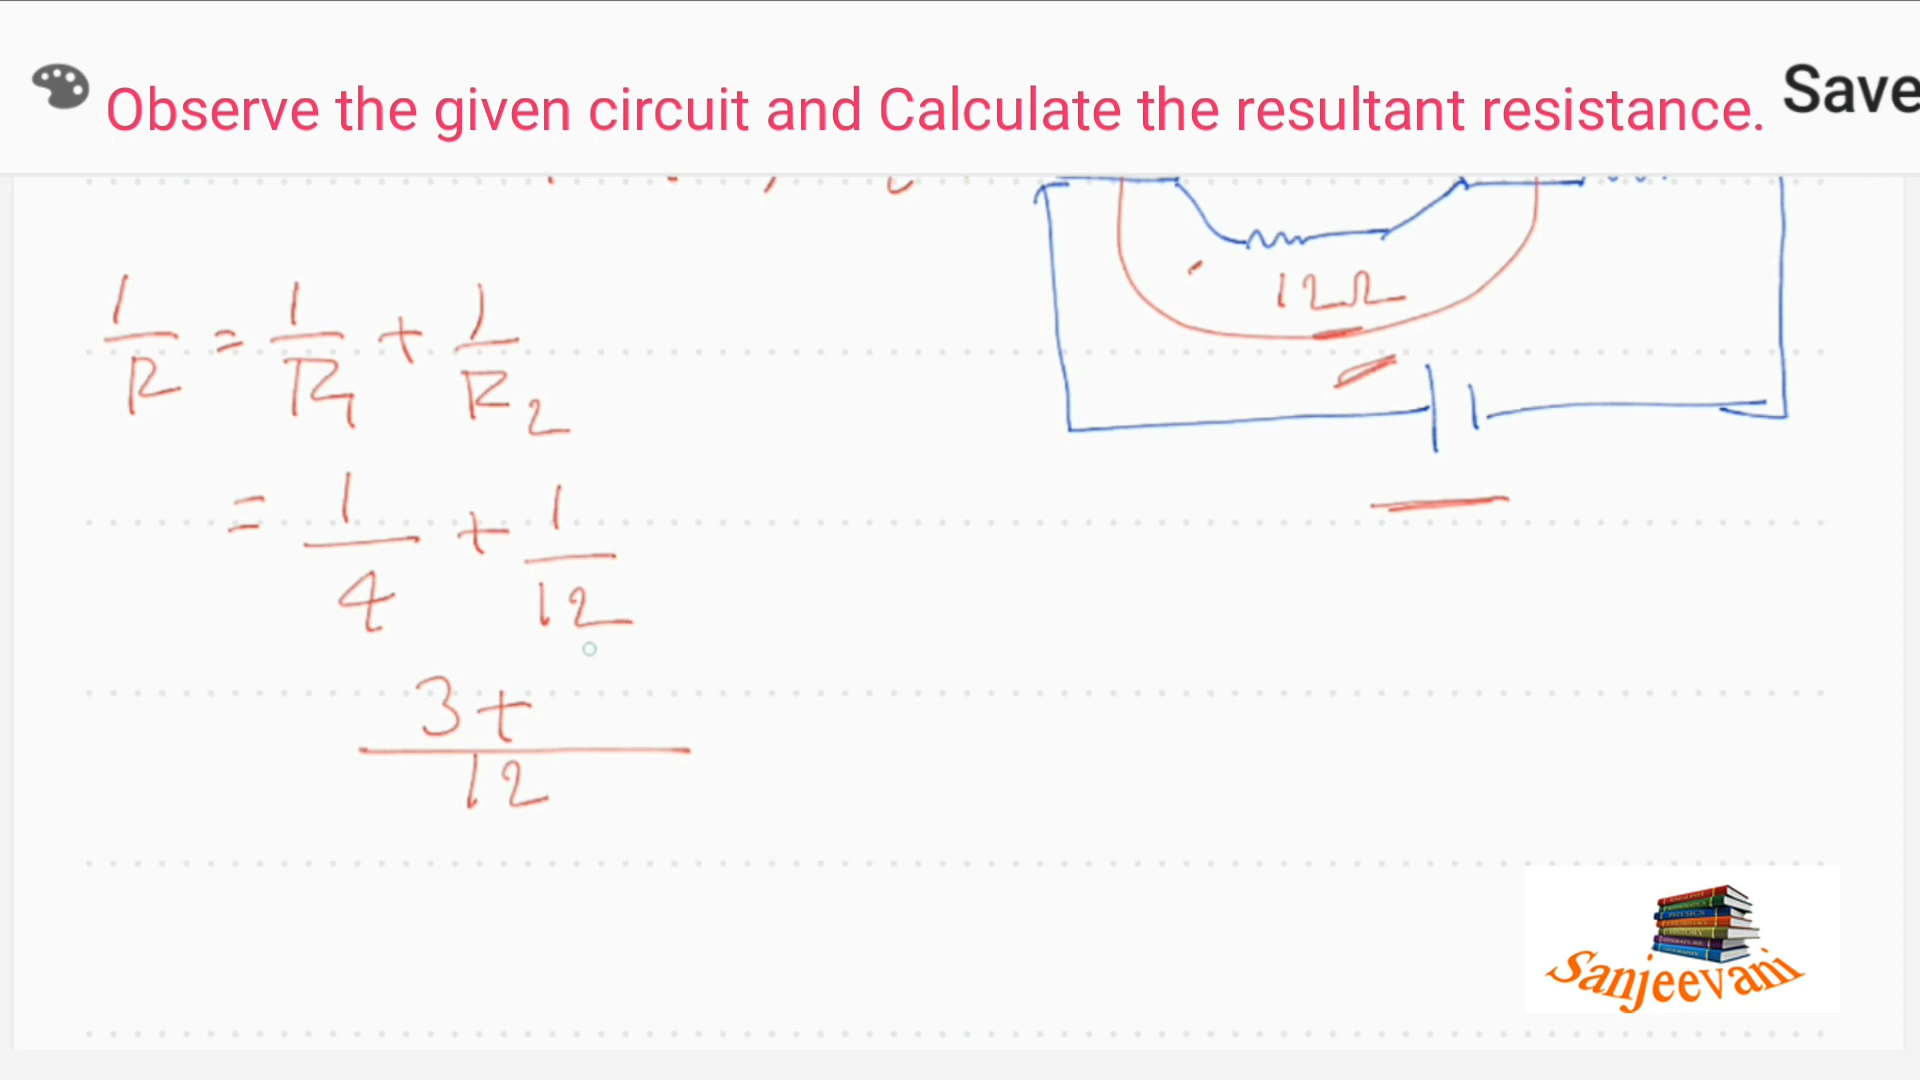 Observe the given circuit and Calculate the resultant resistance.
Save
12Ω
1/R = 1/R1 + 1/R2
= 1/4 + 1/12
3+
12
Sanjeevani